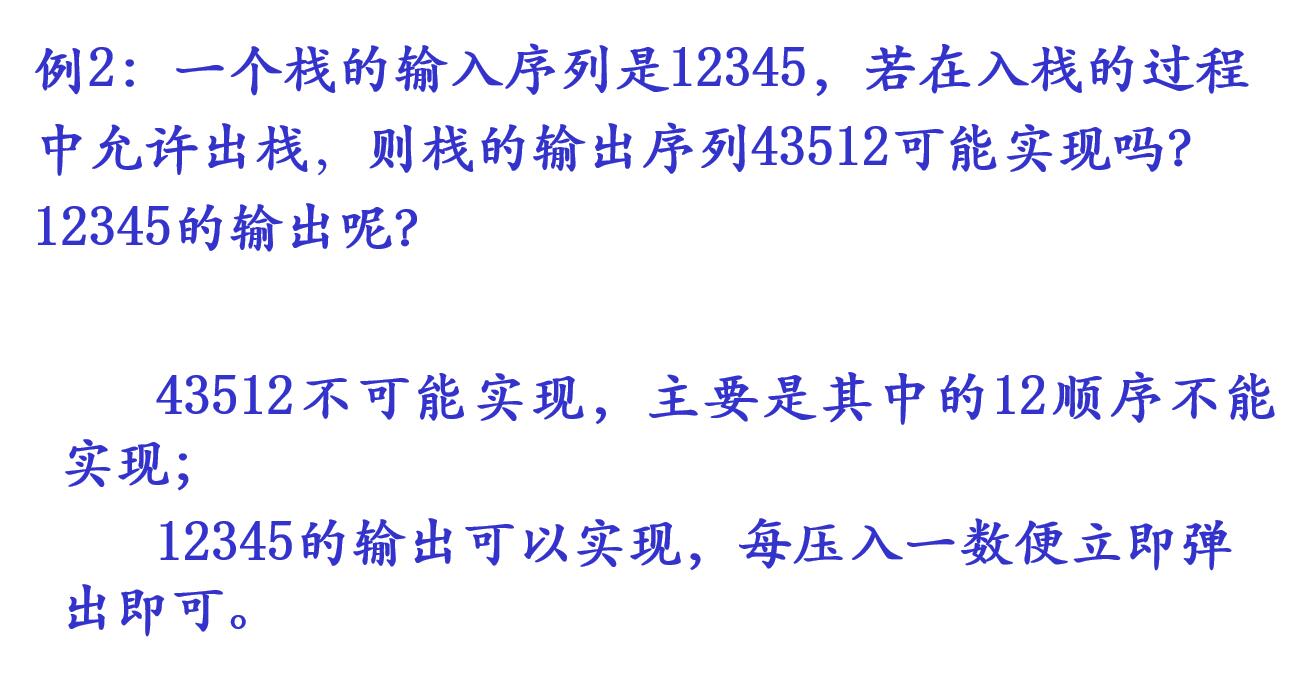 例2：一个栈的输入序列是12345，若在入栈的过程
中允许出栈，则栈的输出序列43512可能实现吗？
12345的输出呢？
43512不可能实现，主要是其中的12顺序不能
实现；
12345的输出可以实现，每压入一数便立即弹
出即可。